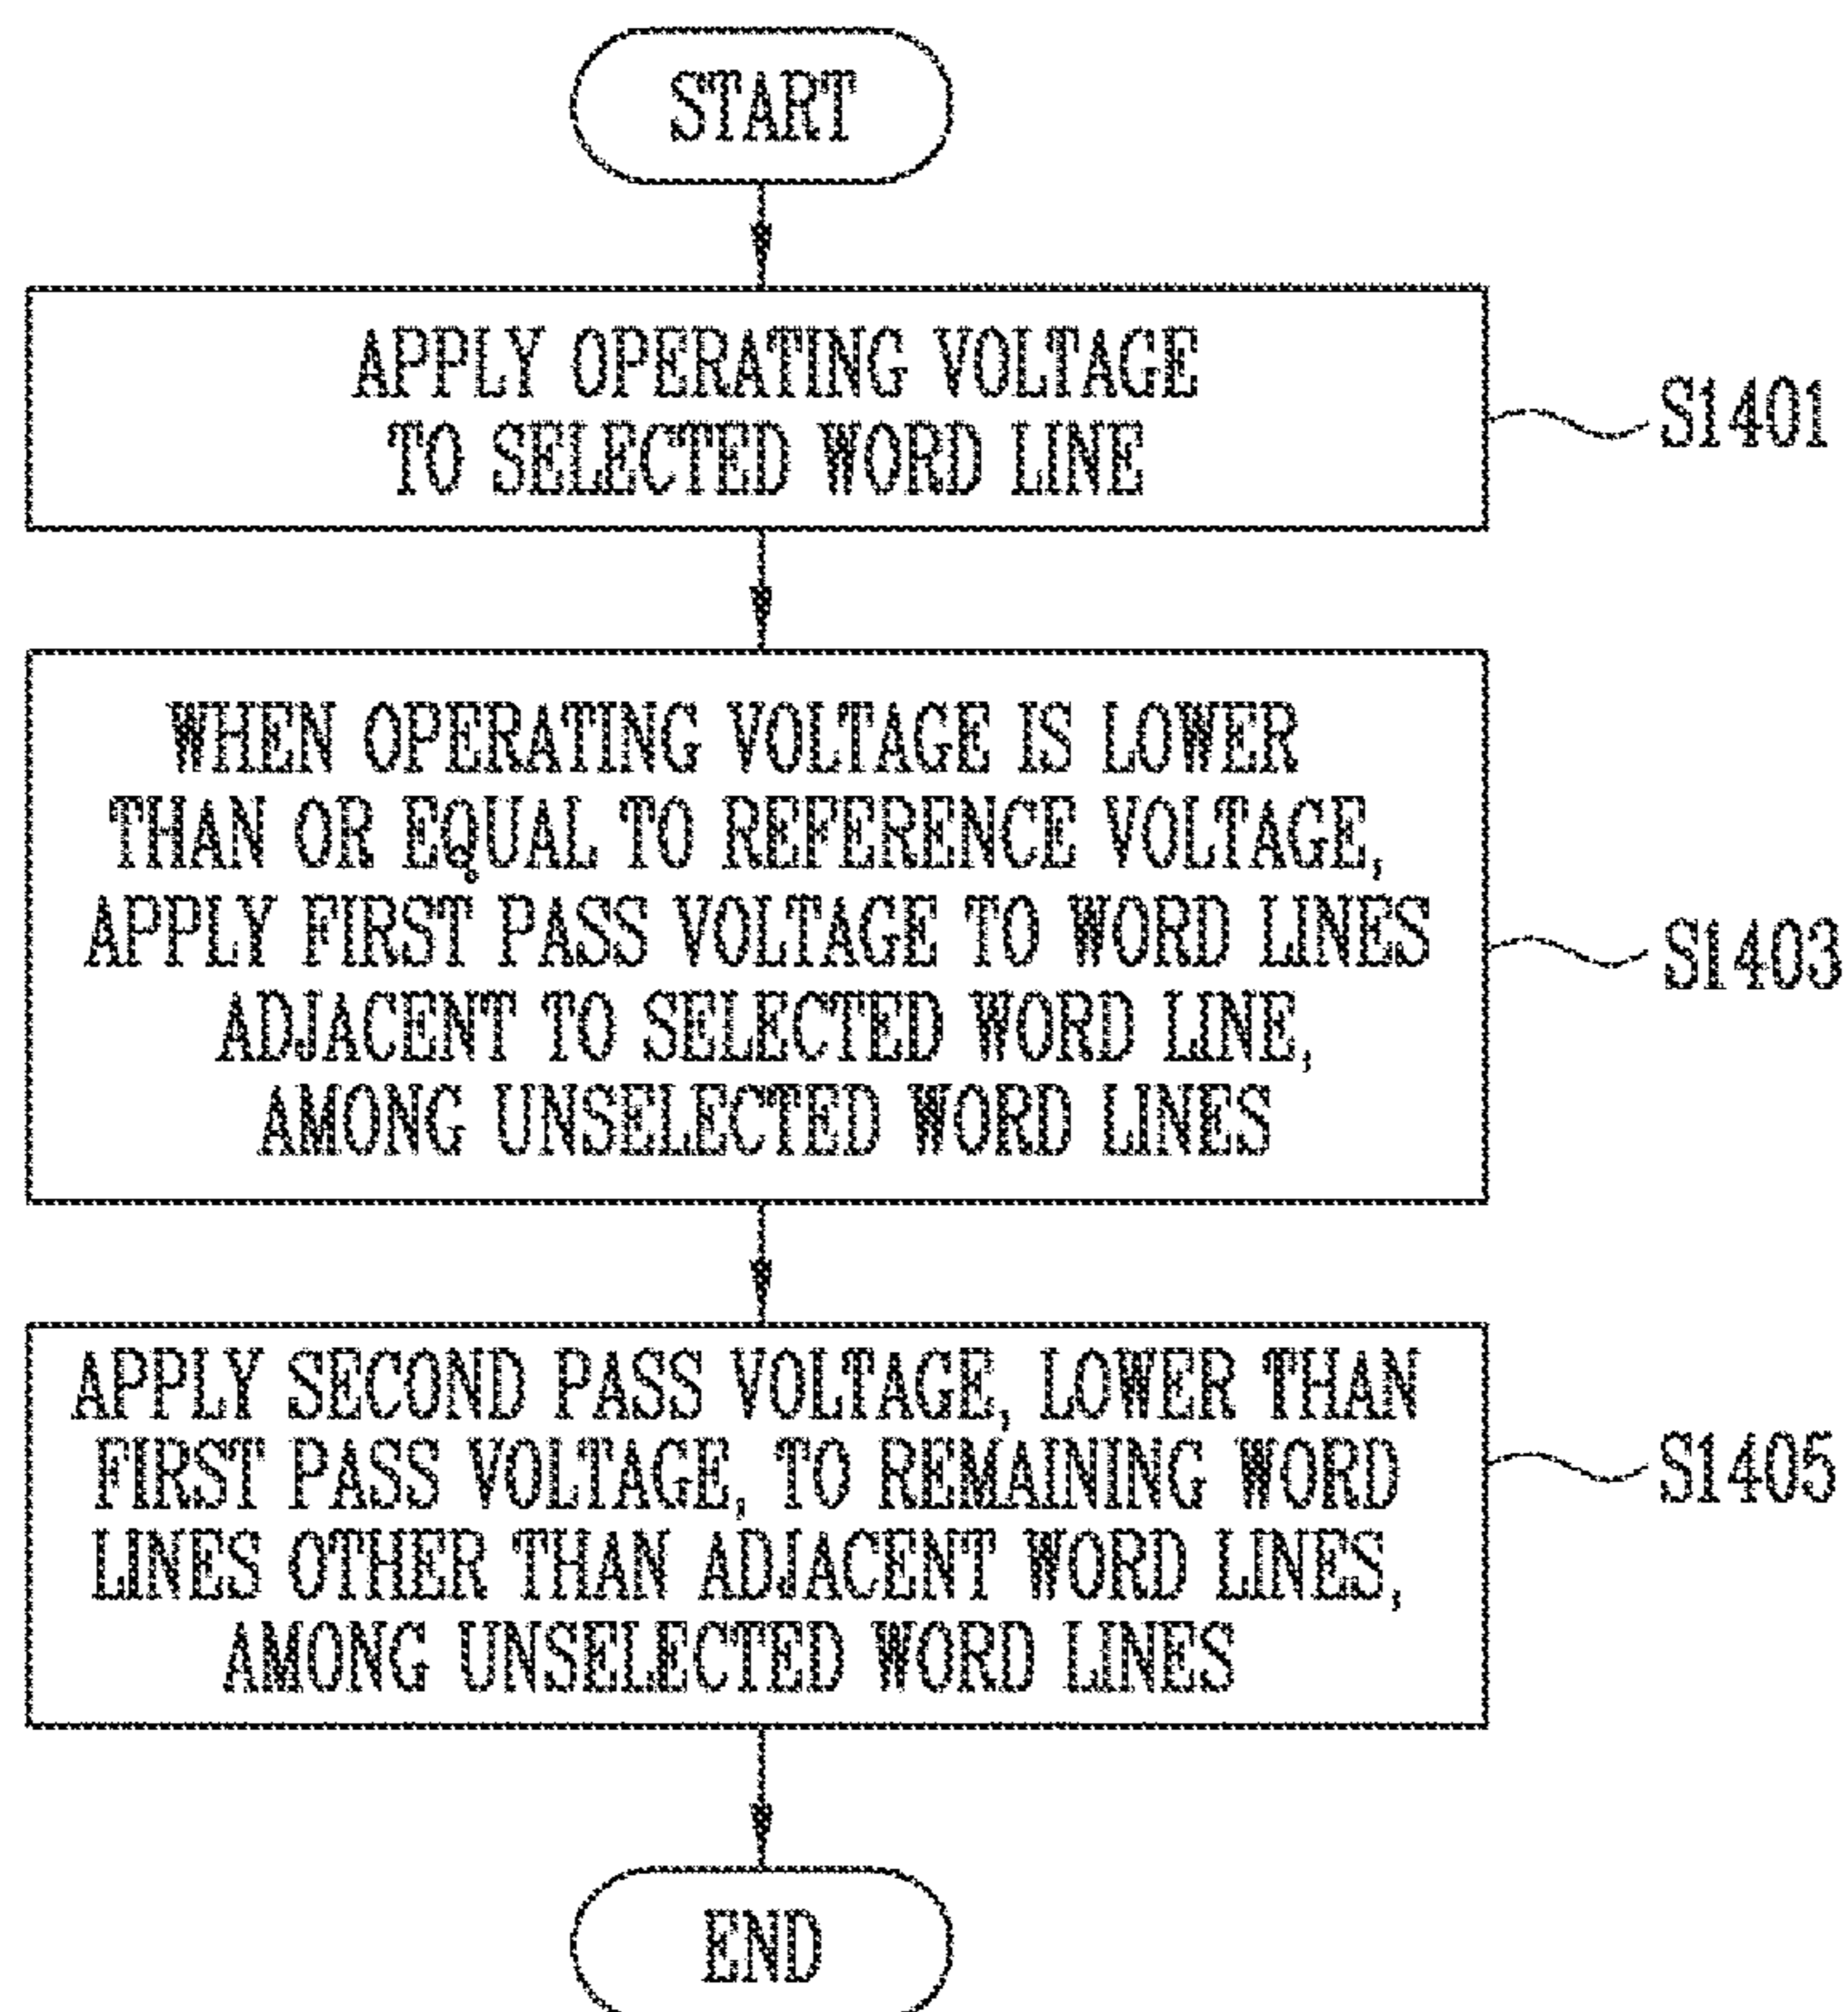 START
APPLY OPERATING VOLTAGE
TO SELECTED WORD LINE
S1401
WHEN OPERATING VOLTAGE IS LOWER
THAN OR EQUAL TO REFERENCE VOLTAGE,
APPLY FIRST PASS VOLTAGE TO WORD LINES
ADJACENT TO SELECTED WORD LINE,
AMONG UNSELECTED WORD LINES
S1403
APPLY SECOND PASS VOLTAGE, LOWER THAN
FIRST PASS VOLTAGE, TO REMAINING WORD
LINES OTHER THAN ADJACENT WORD LINES,
AMONG UNSELECTED WORD LINES
S1405
END